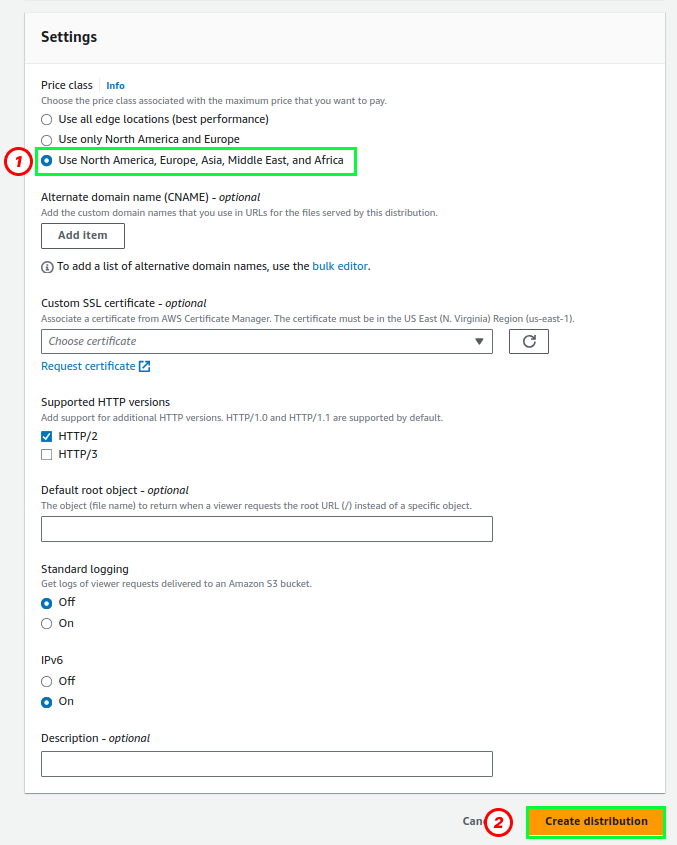 Settings
Price class Info
Choose the price class associated with the maximum price that you want to pay.
Use all edge locations (best performance)
Use only North America and Europe
1 Use North America, Europe, Asia, Middle East, and Africa
Alternate domain name (CNAME) - optional
Add the custom domain names that you use in URLs for the files served by this distribution.
Add item
To add a list of alternative domain names, use the bulk editor.
Custom SSL certificate - optional
Associate a certificate from AWS Certificate Manager. The certificate must be in the US East (N. Virginia) Region (us-east-1).
Choose certificate
Request certificate
Supported HTTP versions
Add support for additional HTTP versions. HTTP/1.0 and HTTP/1.1 are supported by default.
HTTP/2
HTTP/3
Default root object - optional
The object (file name) to return when a viewer requests the root URL (/) instead of a specific object.
Standard logging
Get logs of viewer requests delivered to an Amazon S3 bucket.
Off
On
IPv6
Off
On
Description - optional
2 Create distribution